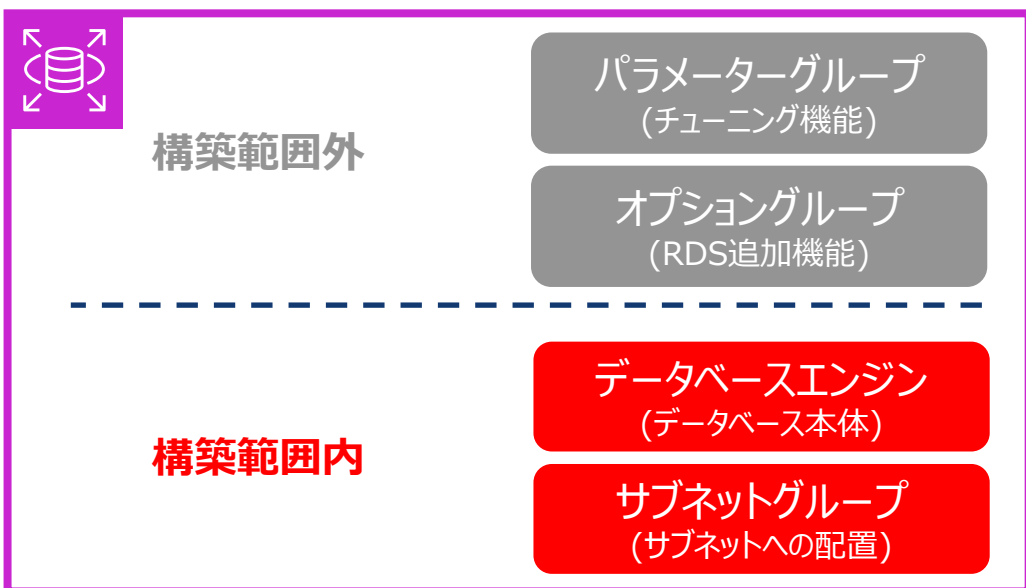 構築範囲外
パラメーターグループ
(チューニング機能)
オプショングループ
(RDS追加機能)
構築範囲内
データベースエンジン
(データベース本体)
サブネットグループ
(サブネットへの配置)